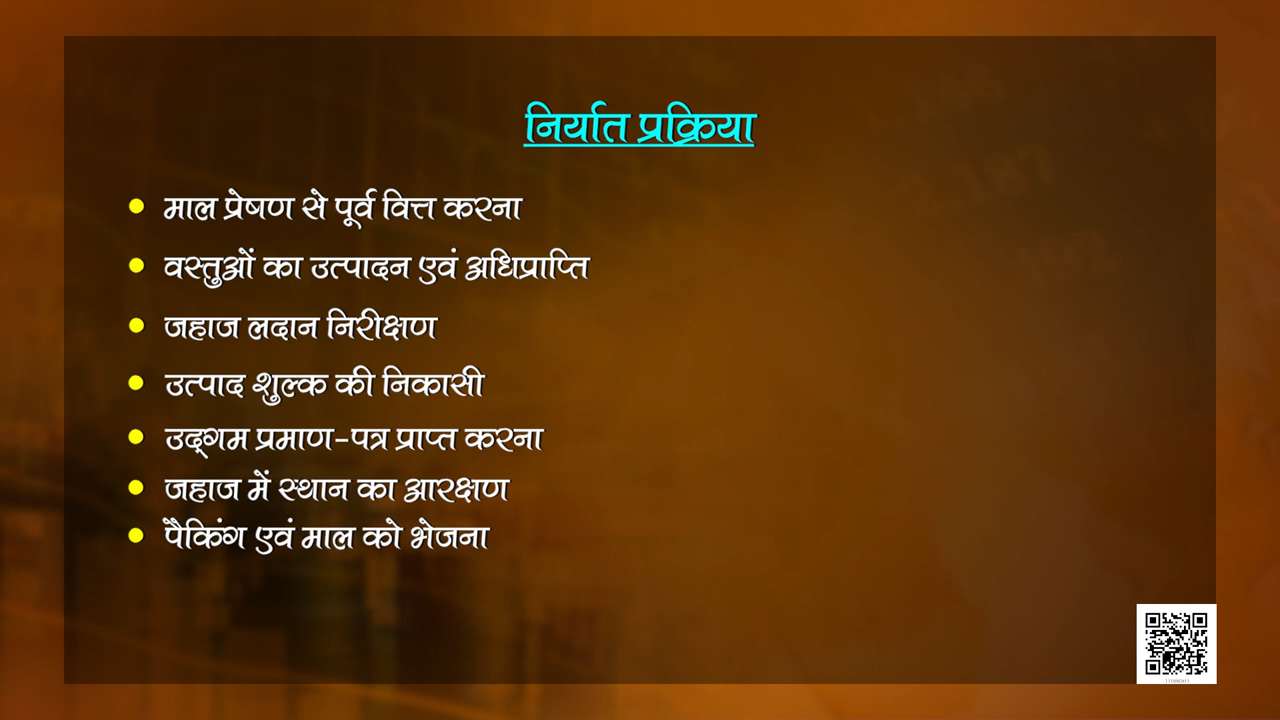 निर्यात प्रक्रिया
माल प्रेषण से पूर्व वित्त करना
वस्तुओं का उत्पादन एवं अधिप्राप्ति
जहाज लदान निरीक्षण
उत्पाद शुल्क की निकासी
उद्गम प्रमाण-पत्र प्राप्त करना
जहाज में स्थान का आरक्षण
पैकिंग एवं माल को भेजना